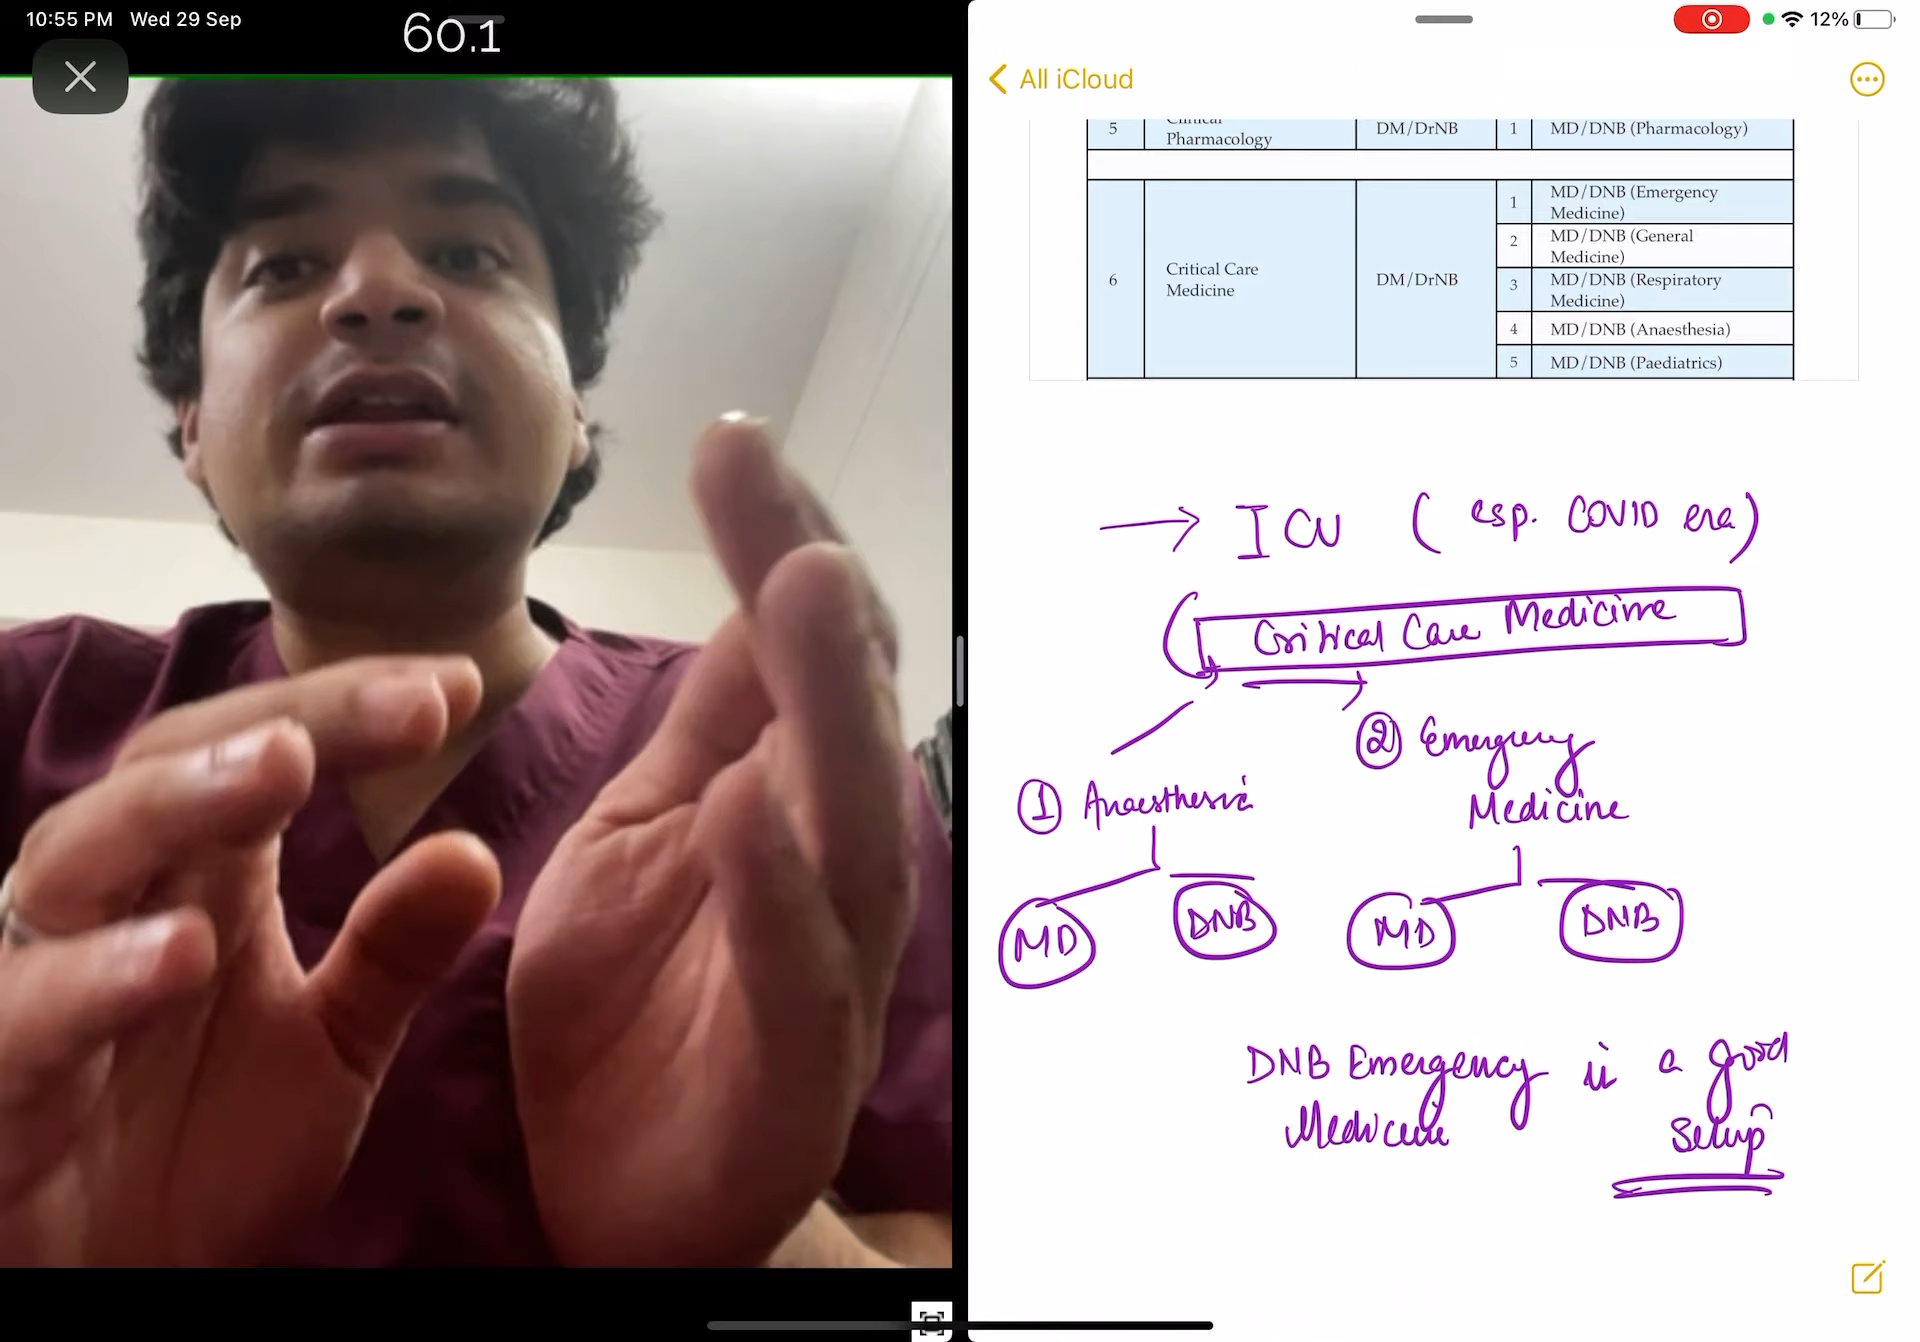 10:55 PM Wed 29 Sep
60.1
12%
All iCloud
5 Clinical DM/DrNB 1 MD/DNB (Pharmacology)
Pharmacology
6 Critical Care Medicine DM/DrNB
1 MD/DNB (Emergency
Medicine)
2 MD/DNB (General
Medicine)
3 MD/DNB (Respiratory
Medicine)
4 MD/DNB (Anaesthesia)
5 MD/DNB (Paediatrics)
→ ICU ( esp. COVID era)
Critical Care Medicine
② Emergency
① Anaesthesia Medicine
MD DNB MD DNB
DNB Emergency is a good
Medicine Setup